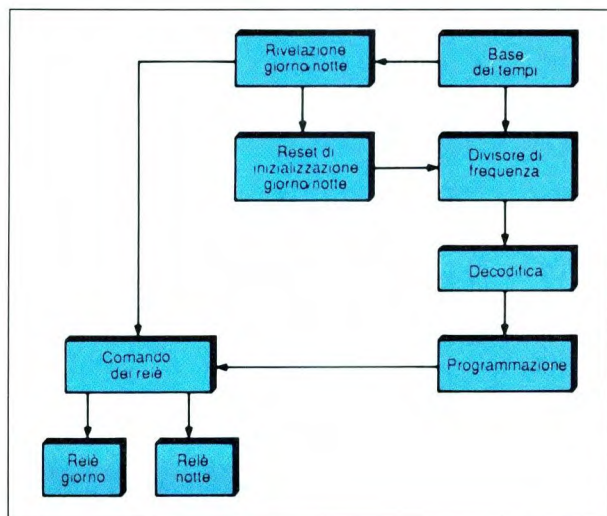 Rivelazione
giorno/notte
Base
dei tempi
Reset di
inizializzazione
giorno/notte
Divisore di
frequenza
Decodifica
Comando
dei relè
Programmazione
Relè
giorno
Relè
notte